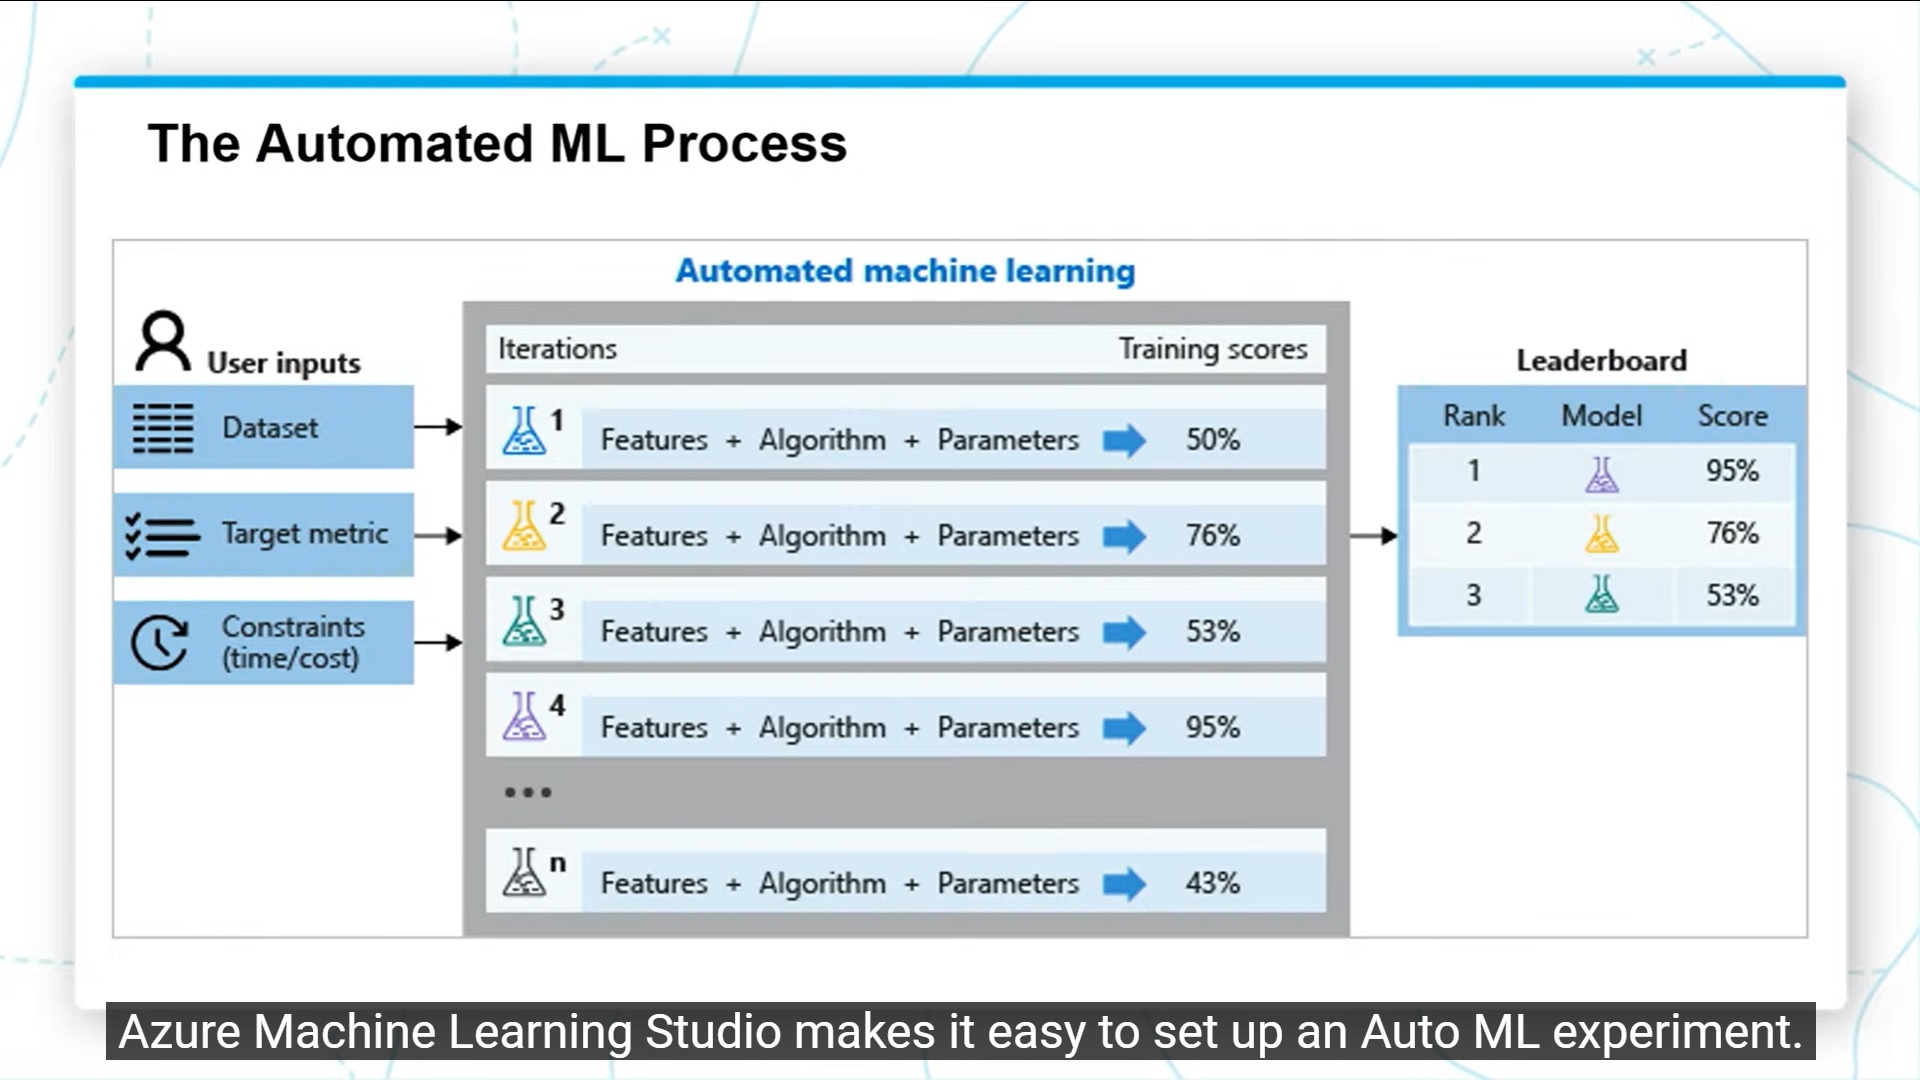 The Automated ML Process
Automated machine learning
User inputs
Dataset
Target metric
Constraints
(time/cost)
Iterations Training scores
1 Features + Algorithm + Parameters 50%
2 Features + Algorithm + Parameters 76%
3 Features + Algorithm + Parameters 53%
4 Features + Algorithm + Parameters 95%
•••
n Features + Algorithm + Parameters 43%
Leaderboard
Rank Model Score
1 95%
2 76%
3 53%
Azure Machine Learning Studio makes it easy to set up an Auto ML experiment.